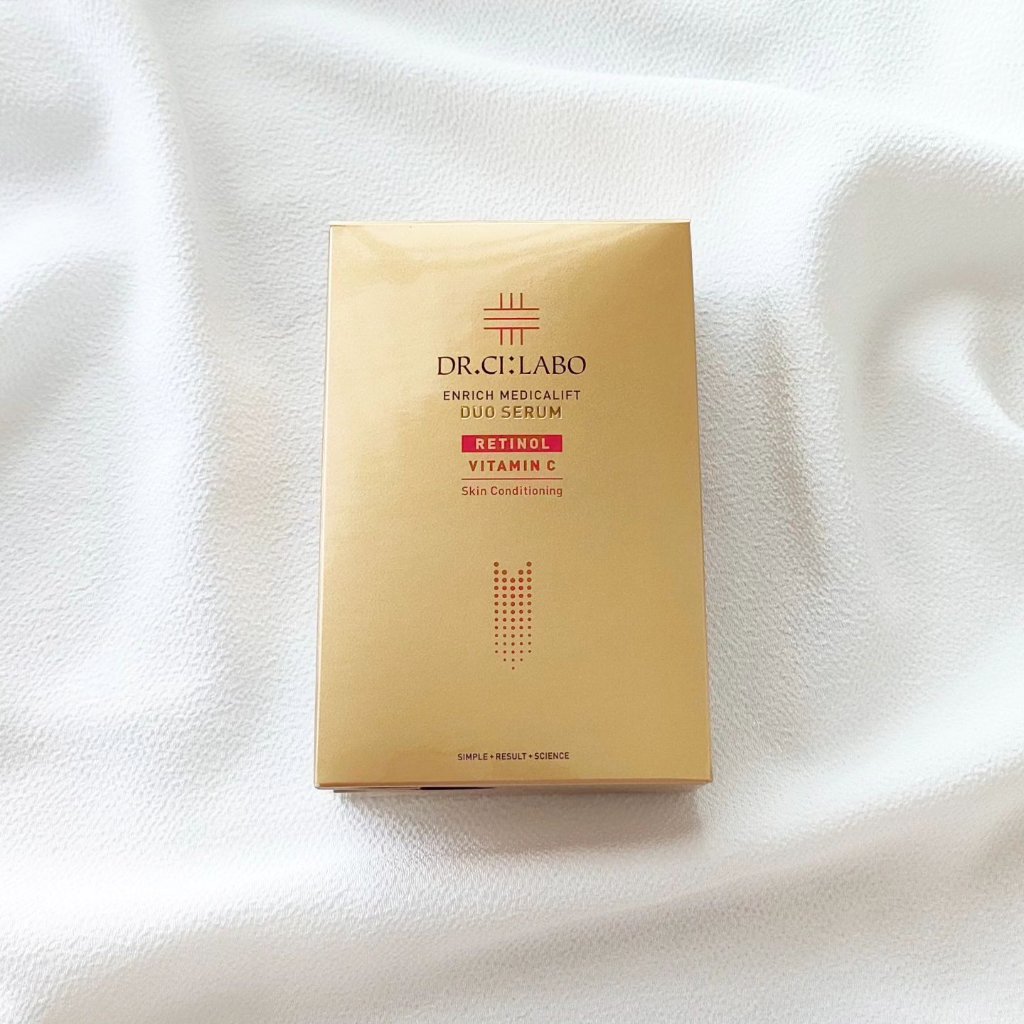 DR.CI:LABO
ENRICH MEDICALIFT
DUO SERUM
RETINOL
VITAMIN C
Skin Conditioning
SIMPLE + RESULT + SCIENCE